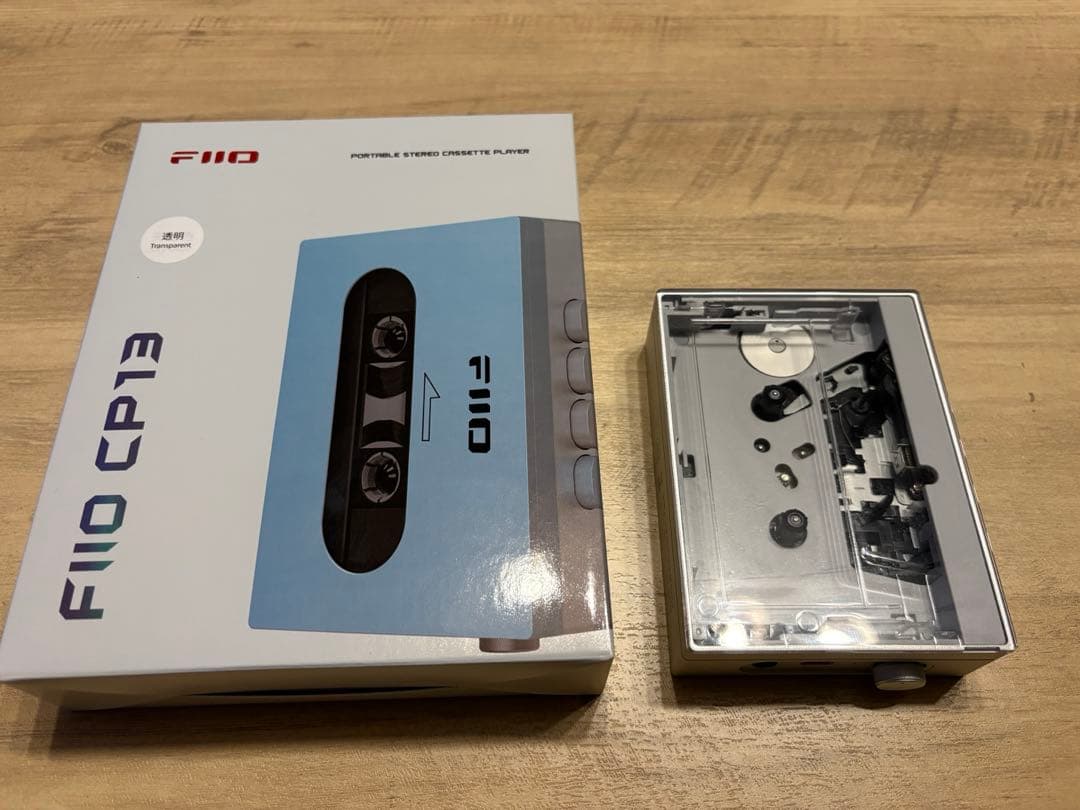 FIIO
PORTABLE STEREO CASSETTE PLAYER
透明
Transparent
FIIO CP13
FIIO